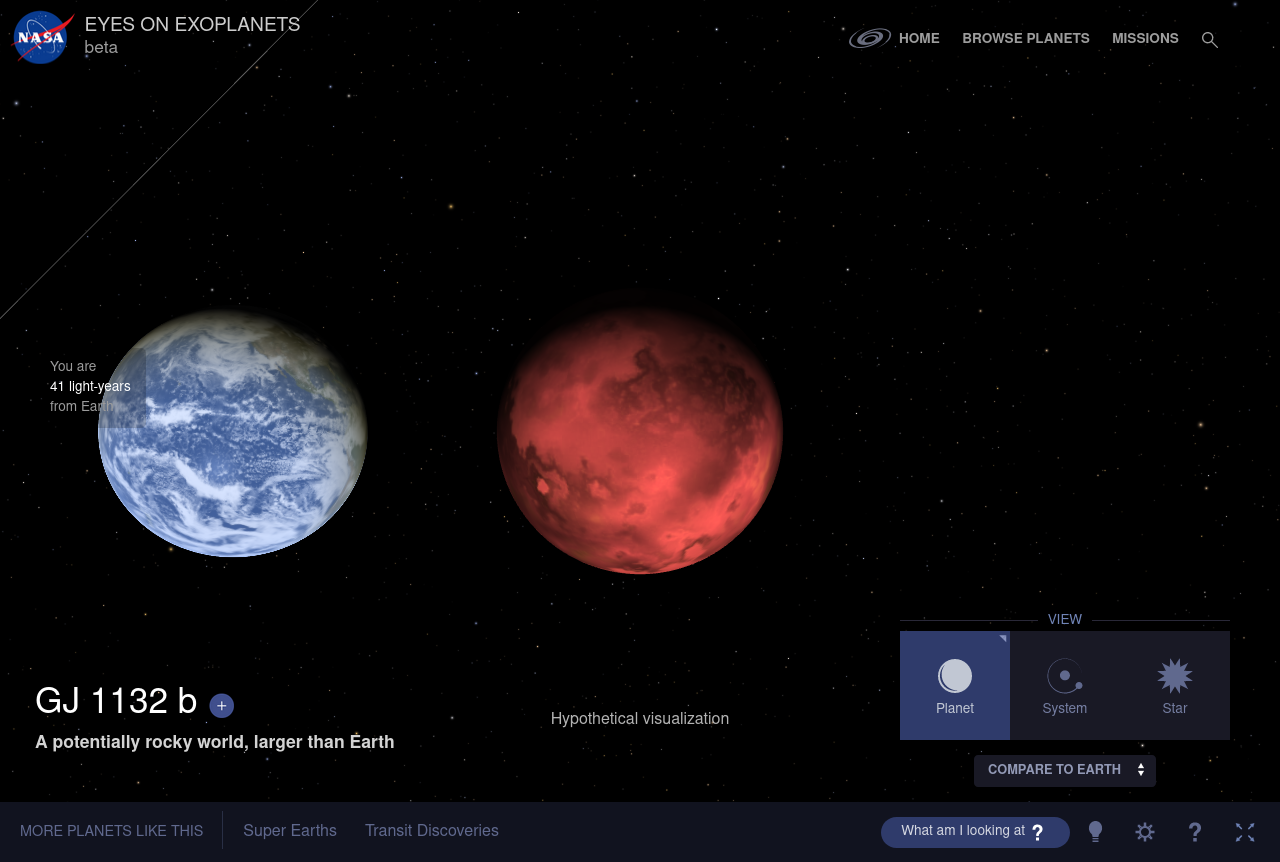 NASA
EYES ON EXOPLANETS
beta
HOME
BROWSE PLANETS
MISSIONS
You are
41 light-years
from Earth
VIEW
Planet
System
Star
GJ 1132 b +
A potentially rocky world, larger than Earth
Hypothetical visualization
COMPARE TO EARTH
MORE PLANETS LIKE THIS
Super Earths
Transit Discoveries
What am I looking at ?
?